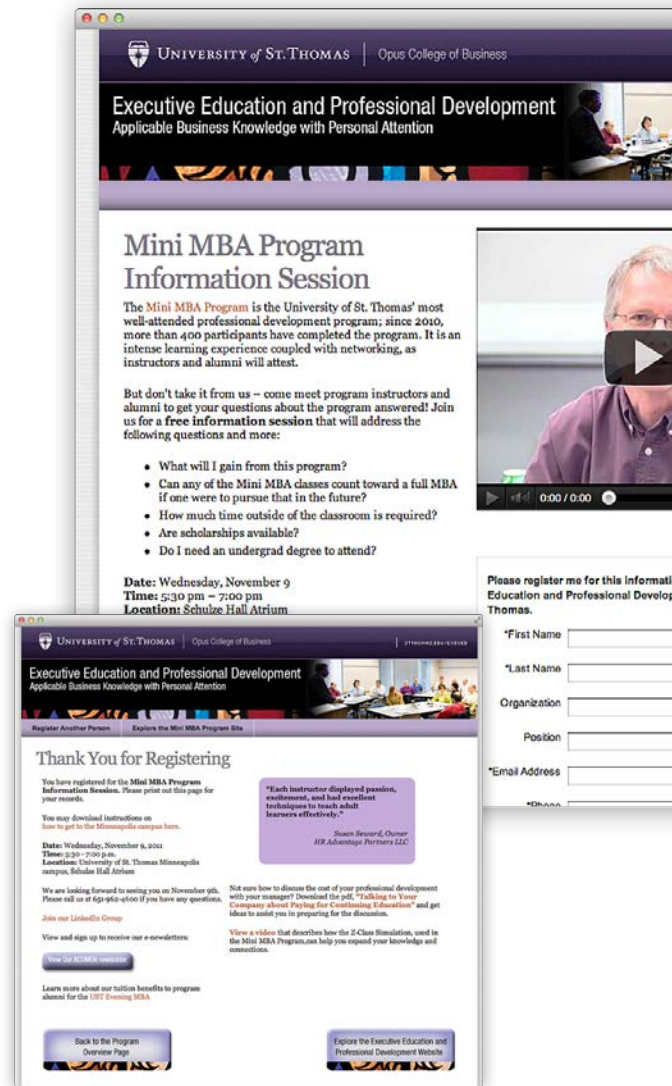 UNIVERSITY of ST. THOMAS | Opus College of Business
Executive Education and Professional Development
Applicable Business Knowledge with Personal Attention
Mini MBA Program
Information Session
The Mini MBA Program is the University of St. Thomas' most
well-attended professional development program; since 2010,
more than 400 participants have completed the program. It is an
intense learning experience coupled with networking, as
instructors and alumni will attest.
But don't take it from us – come meet program instructors and
alumni to get your questions about the program answered! Join
us for a free information session that will address the
following questions and more:
• What will I gain from this program?
• Can any of the Mini MBA classes count toward a full MBA
if one were to pursue that in the future?
• How much time outside of the classroom is required?
• Are scholarships available?
• Do I need an undergrad degree to attend?
Date: Wednesday, November 9
Time: 5:30 pm – 7:00 pm
Location: Schulze Hall Atrium
0:00 / 0:00
Please register me for this informati
Education and Professional Develop
Thomas.
*First Name
*Last Name
Organization
Position
*Email Address
*Phone
UNIVERSITY of ST. THOMAS | Opus College of Business
Executive Education and Professional Development
Applicable Business Knowledge with Personal Attention
Register Another Person
Explore the Mini MBA Program Site
Thank You for Registering
You have registered for the Mini MBA Program
Information Session. Please print out this page for
your records.
You may download instructions on
how to get to the Minneapolis campus here.
Date: Wednesday, November 9, 2011
Time: 5:30 - 7:00 p.m.
Location: University of St. Thomas Minneapolis
campus, Schulze Hall Atrium
We are looking forward to seeing you on November 9th.
Please call us at 651-962-4600 if you have any questions.
Join our LinkedIn Group
View and sign up to receive our e-newsletters:
View Our ACUMEN newsletter
Learn more about our tuition benefits to program
alumni for the UST Evening MBA
"Each instructor displayed passion,
excitement, and had excellent
techniques to teach adult
learners effectively."
Susan Seward, Owner
HR Advantage Partners LLC
Not sure how to discuss the cost of your professional development
with your manager? Download the pdf, "Talking to Your
Company about Paying for Continuing Education" and get
ideas to assist you in preparing for the discussion.
View a video that describes how the Z-Class Simulation, used in
the Mini MBA Program,can help you expand your knowledge and
connections.
Back to the Program
Overview Page
Explore the Executive Education and
Professional Development Website